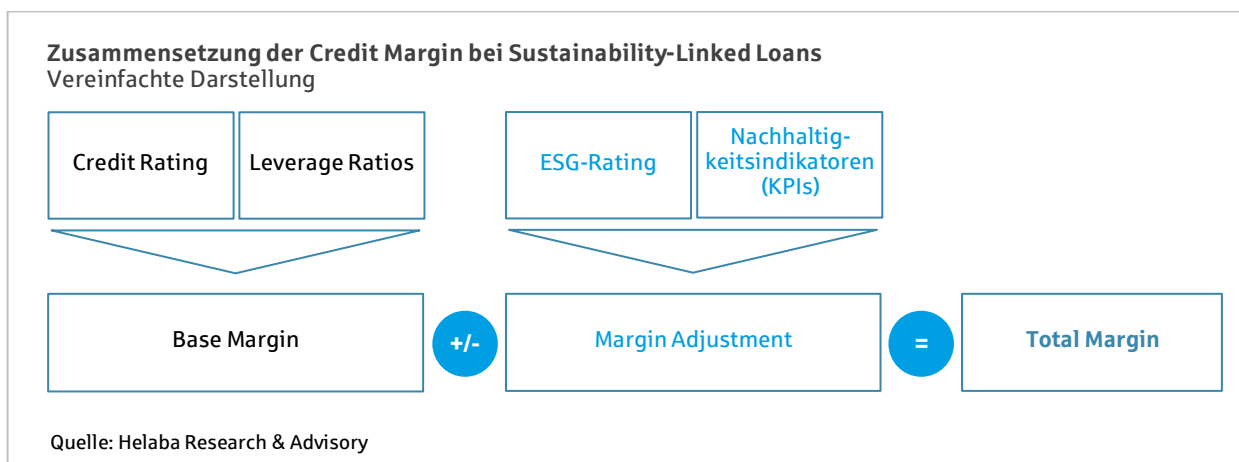 Zusammensetzung der Credit Margin bei Sustainability-Linked Loans
Vereinfachte Darstellung
Credit Rating
Leverage Ratios
ESG-Rating
Nachhaltig-
keitsindikatoren
(KPIs)
Base Margin
+/-
Margin Adjustment
=
Total Margin
Quelle: Helaba Research & Advisory